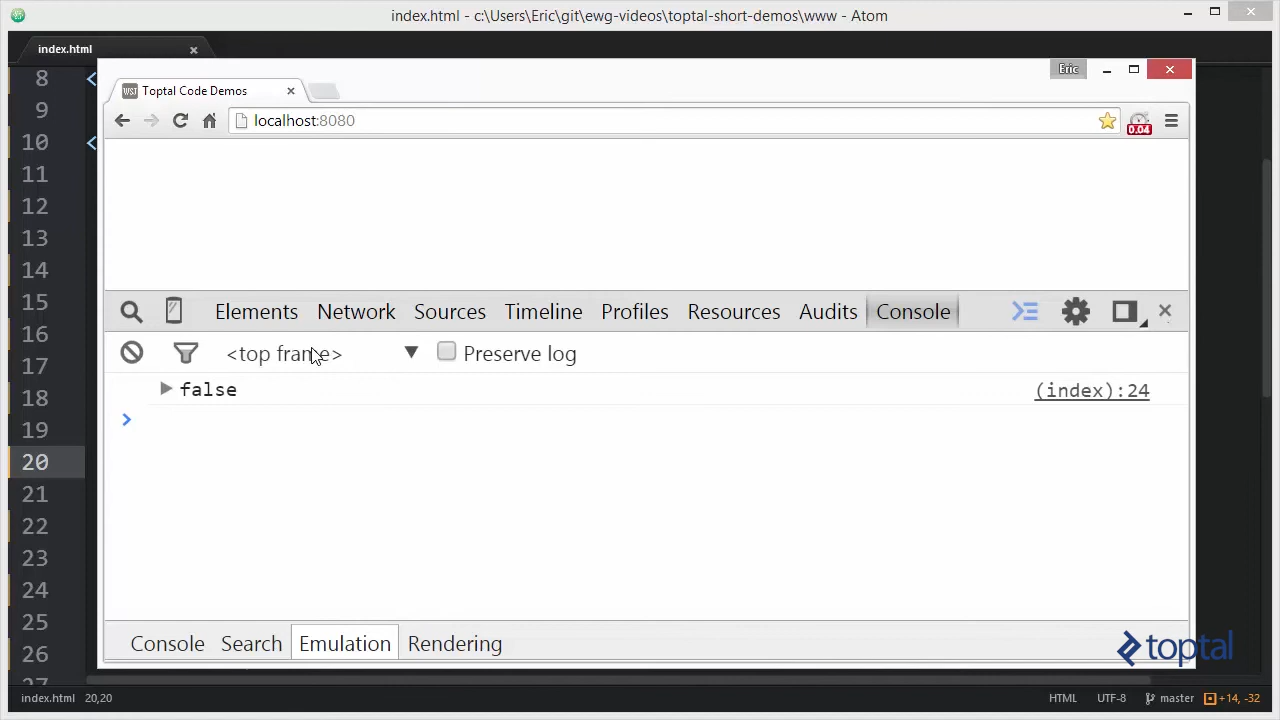 index.html - c:\Users\Eric\git\ewg-videos\toptal-short-demos\www - Atom
index.html
Eric
Toptal Code Demos
localhost:8080
0.04
Elements Network Sources Timeline Profiles Resources Audits Console
<top frame> Preserve log
false (index):24
>
Console Search Emulation Rendering
toptal
8 <
9
10 <
11
12
13
14
15
16
17
18
19
20
21
22
23
24
25
26
27
index.html 20,20 HTML UTF-8 master +14, -32